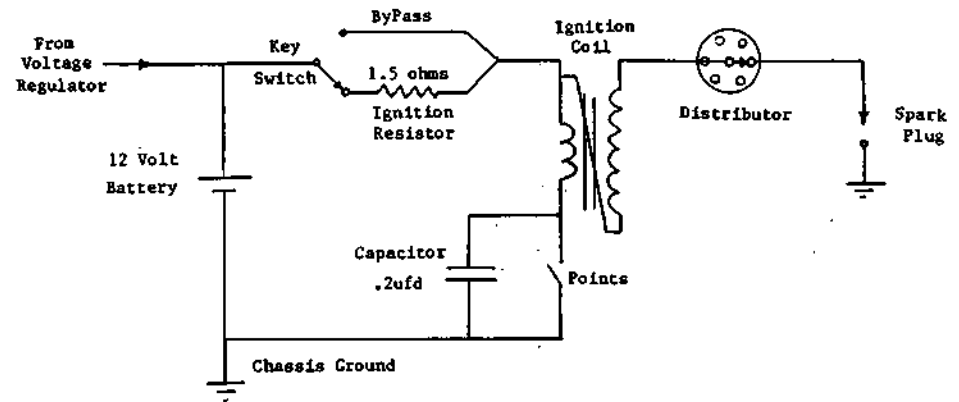 ByPass
Ignition
Coil
From
Voltage
Regulator
Key
Switch
1.5 ohms
Ignition
Resistor
Distributor
Spark
Plug
12 Volt
Battery
Capacitor
.2ufd
Points
Chassis Ground